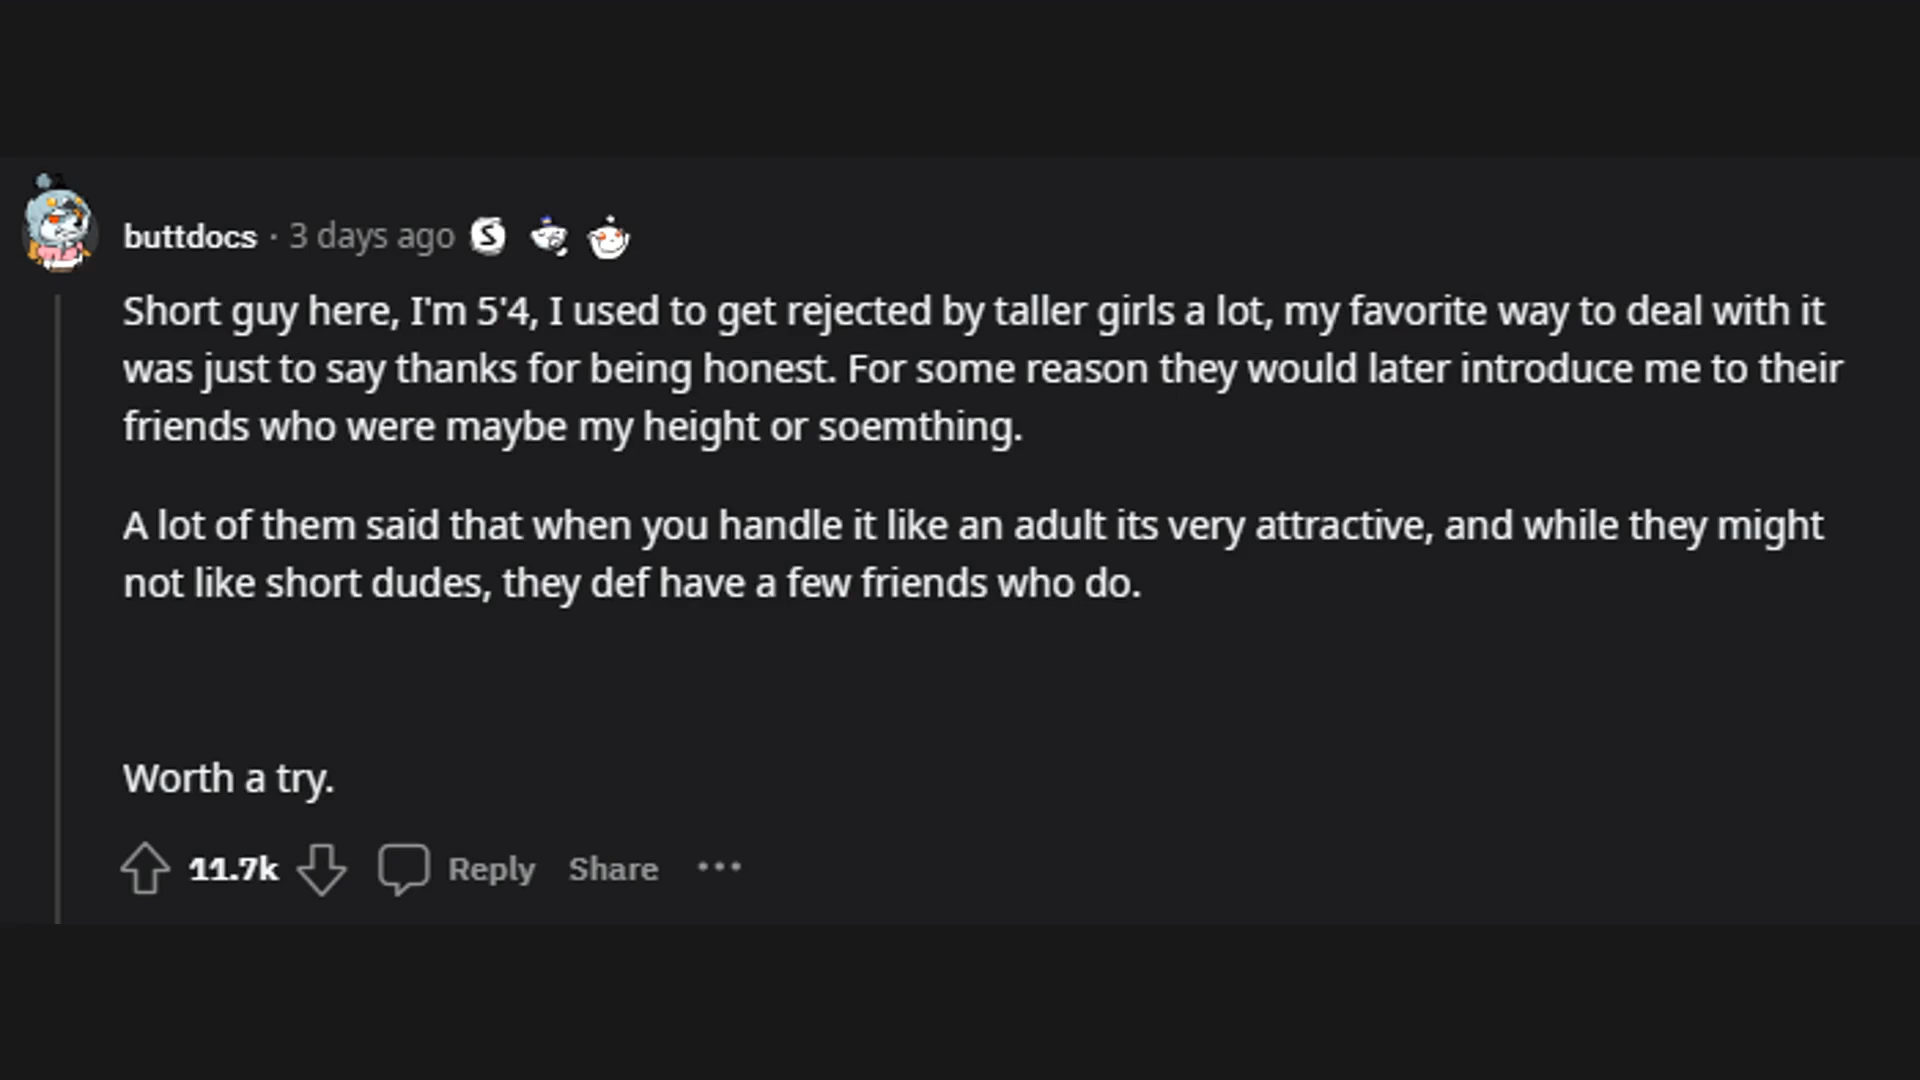 buttdocs · 3 days ago
Short guy here, I'm 5'4, I used to get rejected by taller girls a lot, my favorite way to deal with it
was just to say thanks for being honest. For some reason they would later introduce me to their
friends who were maybe my height or soemthing.
A lot of them said that when you handle it like an adult its very attractive, and while they might
not like short dudes, they def have a few friends who do.
Worth a try.
11.7k Reply Share ···